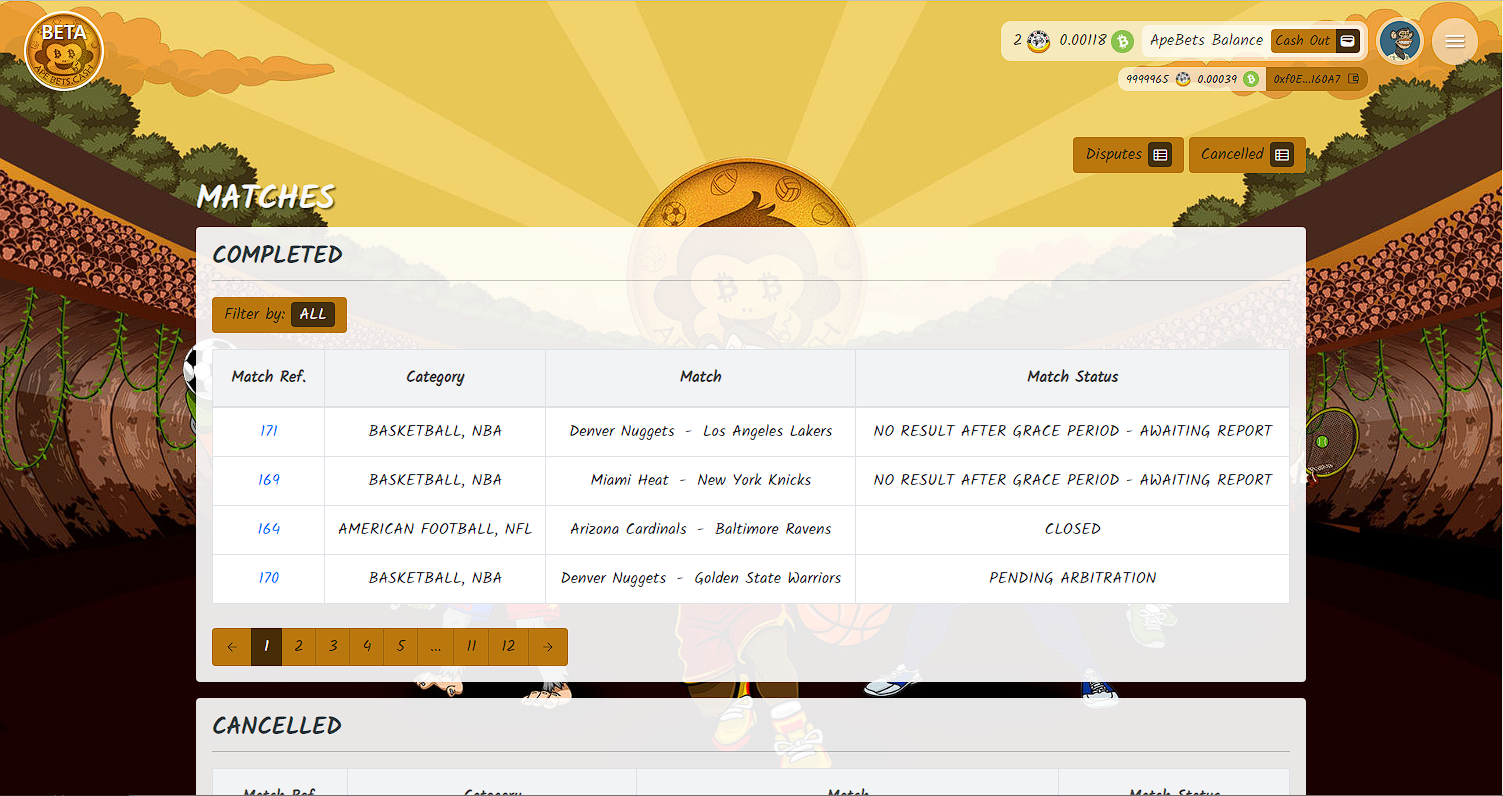 BETA
APE BETS.CASH
2 0.00118 ApeBets Balance Cash Out
9999965 0.00039 0xf0E...160A7
Disputes Cancelled
MATCHES
COMPLETED
Filter by: ALL
Match Ref. Category Match Match Status
171 BASKETBALL, NBA Denver Nuggets - Los Angeles Lakers NO RESULT AFTER GRACE PERIOD - AWAITING REPORT
169 BASKETBALL, NBA Miami Heat - New York Knicks NO RESULT AFTER GRACE PERIOD - AWAITING REPORT
164 AMERICAN FOOTBALL, NFL Arizona Cardinals - Baltimore Ravens CLOSED
170 BASKETBALL, NBA Denver Nuggets - Golden State Warriors PENDING ARBITRATION
← 1 2 3 4 5 ... 11 12 →
CANCELLED
Match Ref. Category Match Match Status